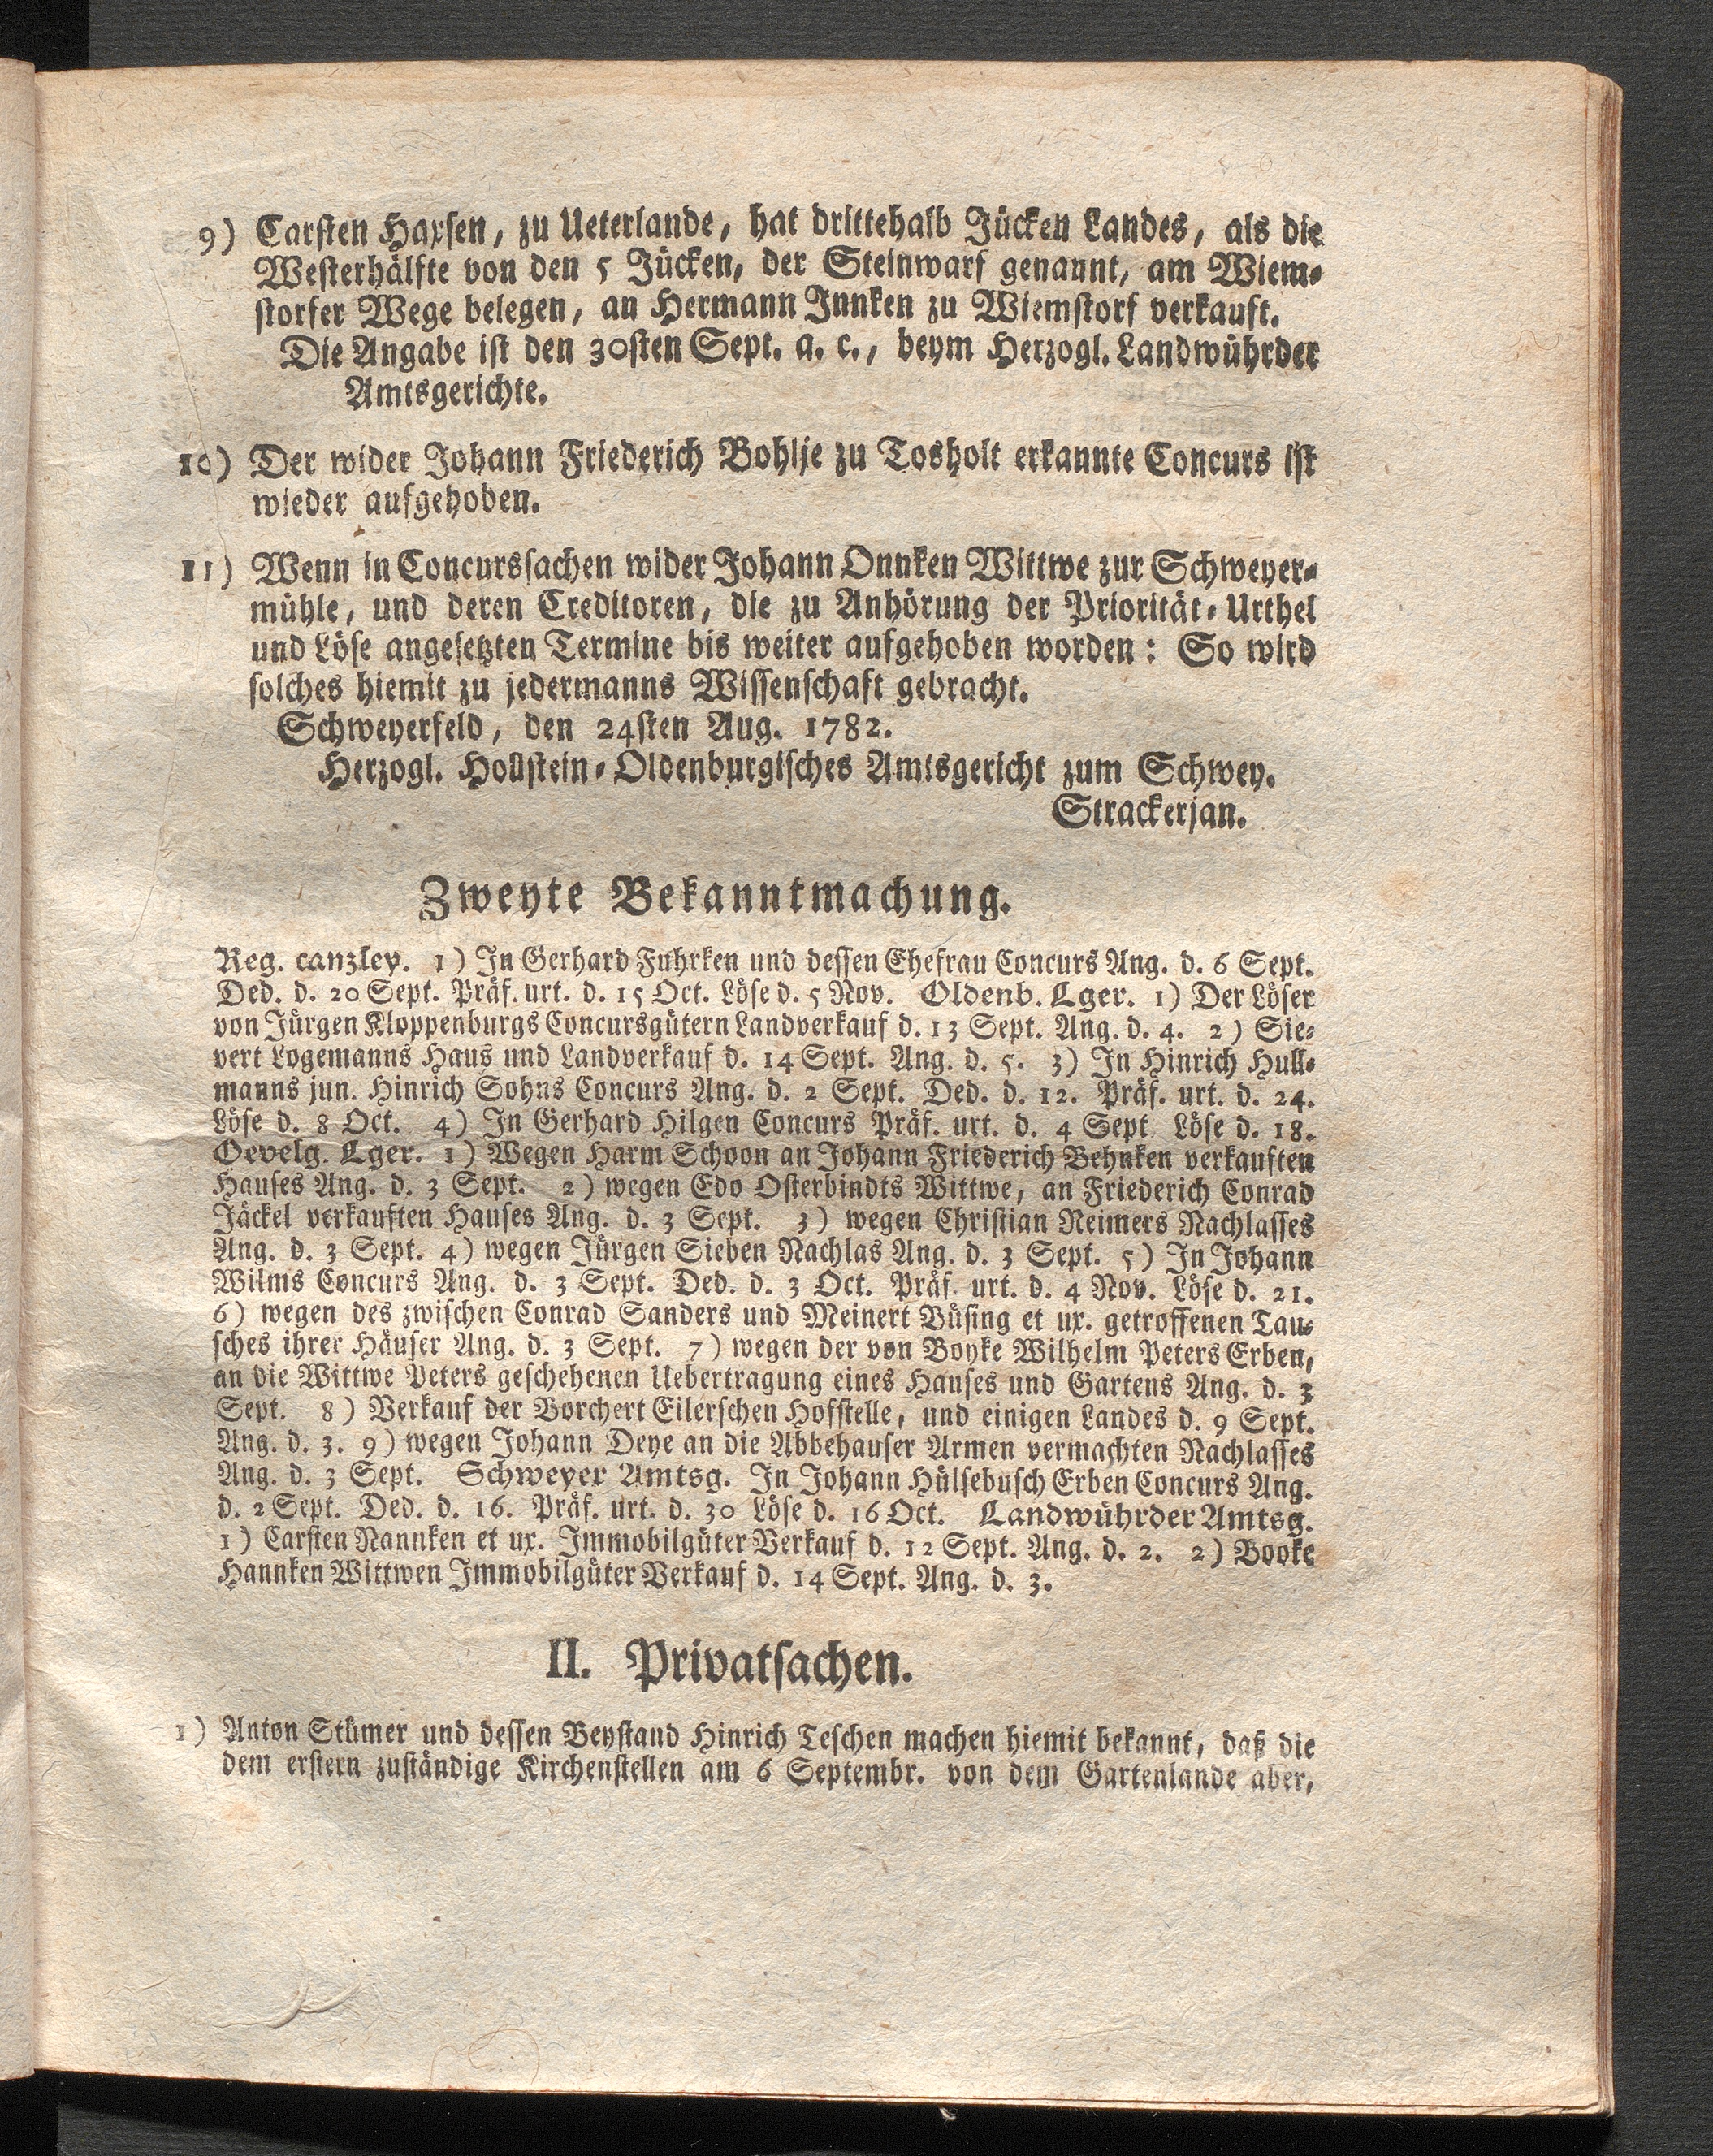 9) Carsten Haxsen, zu Ueterlande, hat drittehalb Jücken Landes, als die
Westerhälfte von den 5 Jücken, der Steinwarf genannt, am Wiem-
storfer Wege belegen, an Hermann Innken zu Wiemstorf verkauft.
Die Angabe ist den 30sten Sept. a. c., beym Herzogl. Landwührder
Amtsgerichte.
10) Der wider Johann Friederich Bohlje zu Tosholt erkannte Concurs ist
wieder aufgehoben.
11) Wenn in Concurssachen wider Johann Onnken Wittwe zur Schweyer-
mühle, und deren Creditoren, die zu Anhörung der Priorität-Urthel
und Löse angesetzten Termine bis weiter aufgehoben worden: So wird
solches hiemit zu jedermanns Wissenschaft gebracht.
Schweyerfeld, den 24sten Aug. 1782.
Herzogl. Hollstein-Oldenburgisches Amtsgericht zum Schwey.
Strackerjan.
Zweyte Bekanntmachung.
Reg. canzley. 1) In Gerhard Fuhrken und dessen Ehefrau Concurs Ang. d. 6 Sept.
Ded. d. 20 Sept. Präf. urt. d. 15 Oct. Löse d. 5 Nov. Oldenb. Lger. 1) Der Löser
von Jürgen Kloppenburgs Concursgütern Landverkauf d. 13 Sept. Ang. d. 4. 2) Sie-
vert Logemanns Haus und Landverkauf d. 14 Sept. Ang. d. 5. 3) In Hinrich Hull-
manns jun. Hinrich Sohns Concurs Ang. d. 2 Sept. Ded. d. 12. Präf. urt. d. 24.
Löse d. 8 Oct. 4) In Gerhard Hilgen Concurs Präf. urt. d. 4 Sept Löse d. 18.
Oevelg. Lger. 1) Wegen Harm Schoon an Johann Friederich Behnken verkauften
Hauses Ang. d. 3 Sept. 2) wegen Edo Osterbindts Wittwe, an Friederich Conrad
Jäckel verkauften Hauses Ang. d. 3 Sept. 3) wegen Christian Reimers Nachlasses
Ang. d. 3 Sept. 4) wegen Jürgen Sieben Nachlas Ang. d. 3 Sept. 5) In Johann
Wilms Concurs Ang. d. 3 Sept. Ded. d. 3 Oct. Präf. urt. d. 4 Nov. Löse d. 21.
6) wegen des zwischen Conrad Sanders und Meinert Büsing et ux. getroffenen Tau-
sches ihrer Häuser Ang. d. 3 Sept. 7) wegen der von Boyke Wilhelm Peters Erben,
an die Wittwe Peters geschehenen Uebertragung eines Hauses und Gartens Ang. d. 3
Sept. 8) Verkauf der Borchert Eilerschen Hofstelle, und einigen Landes d. 9 Sept.
Ang. d. 3. 9) wegen Johann Deye an die Abbehauser Armen vermachten Nachlasses
Ang. d. 3 Sept. Schweyer Amtsg. In Johann Hülsebusch Erben Concurs Ang.
d. 2 Sept. Ded. d. 16. Präf. urt. d. 30 Löse d. 16 Oct. Landwührder Amtsg.
1) Carsten Nannken et ux. Immobilgüter Verkauf d. 12 Sept. Ang. d. 2. 2) Booke
Hannken Wittwen Immobilgüter Verkauf d. 14 Sept. Ang. d. 3.
II. Privatsachen.
1) Anton Stümer und dessen Beystand Hinrich Teschen machen hiemit bekannt, daß die
dem erstern zuständige Kirchenstellen am 6 Septembr. von dem Gartenlande aber,